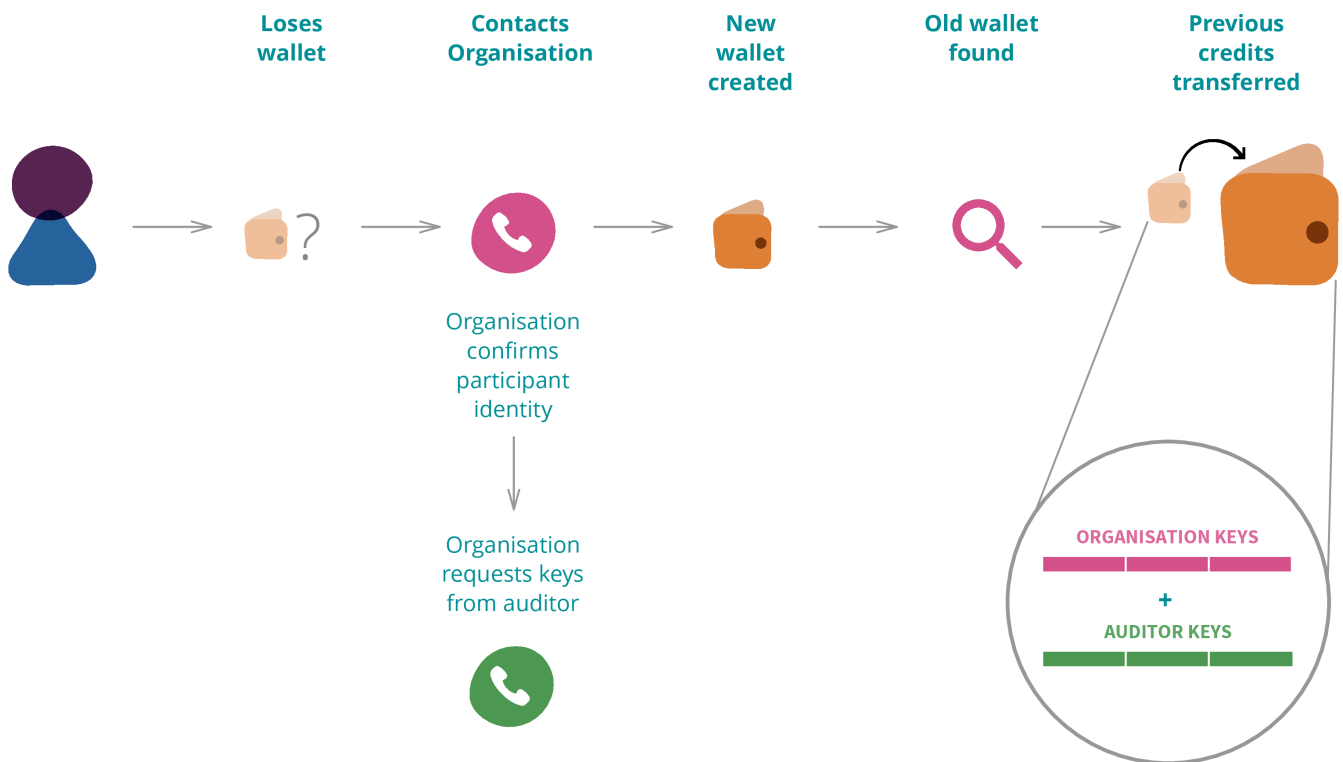 Loses
wallet
Contacts
Organisation
New
wallet
created
Old wallet
found
Previous
credits
transferred
?
Organisation
confirms
participant
identity
Organisation
requests keys
from auditor
ORGANISATION KEYS
+
AUDITOR KEYS